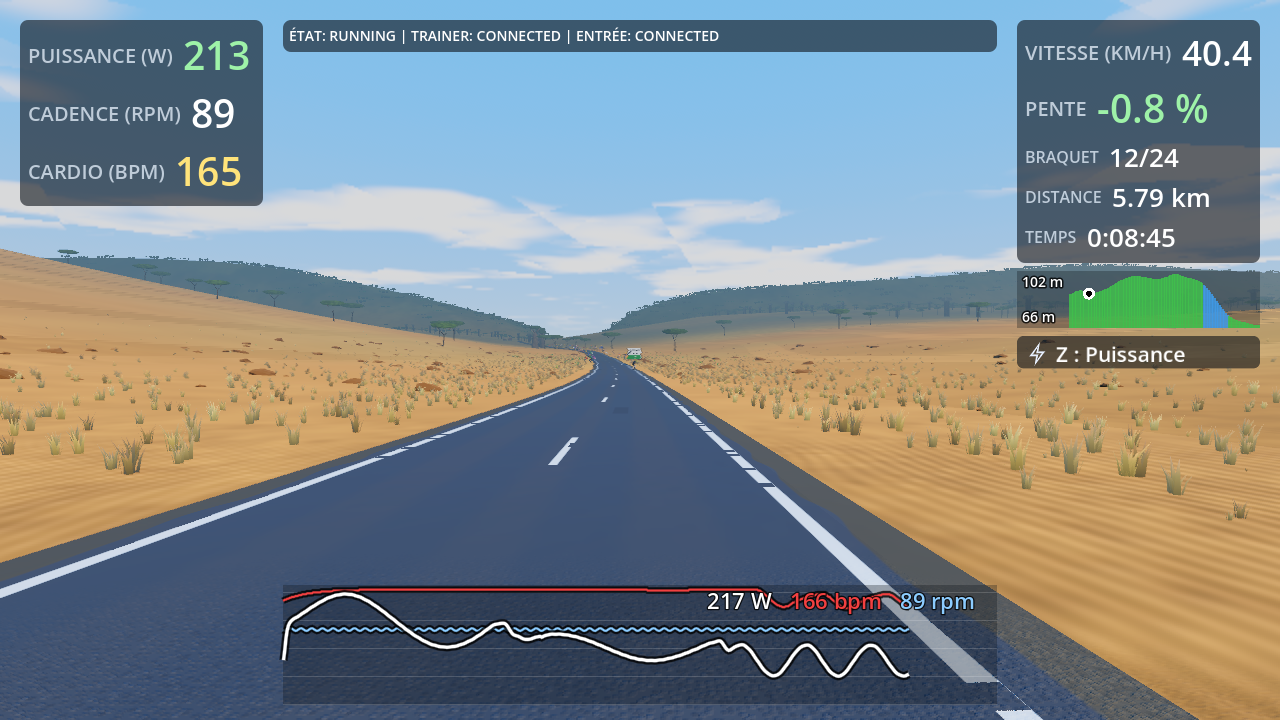 PUISSANCE (W) 213
CADENCE (RPM) 89
CARDIO (BPM) 165
ÉTAT: RUNNING | TRAINER: CONNECTED | ENTRÉE: CONNECTED
VITESSE (KM/H) 40.4
PENTE -0.8 %
BRAQUET 12/24
DISTANCE 5.79 km
TEMPS 0:08:45
102 m
66 m
Z : Puissance
217 W 166 bpm 89 rpm